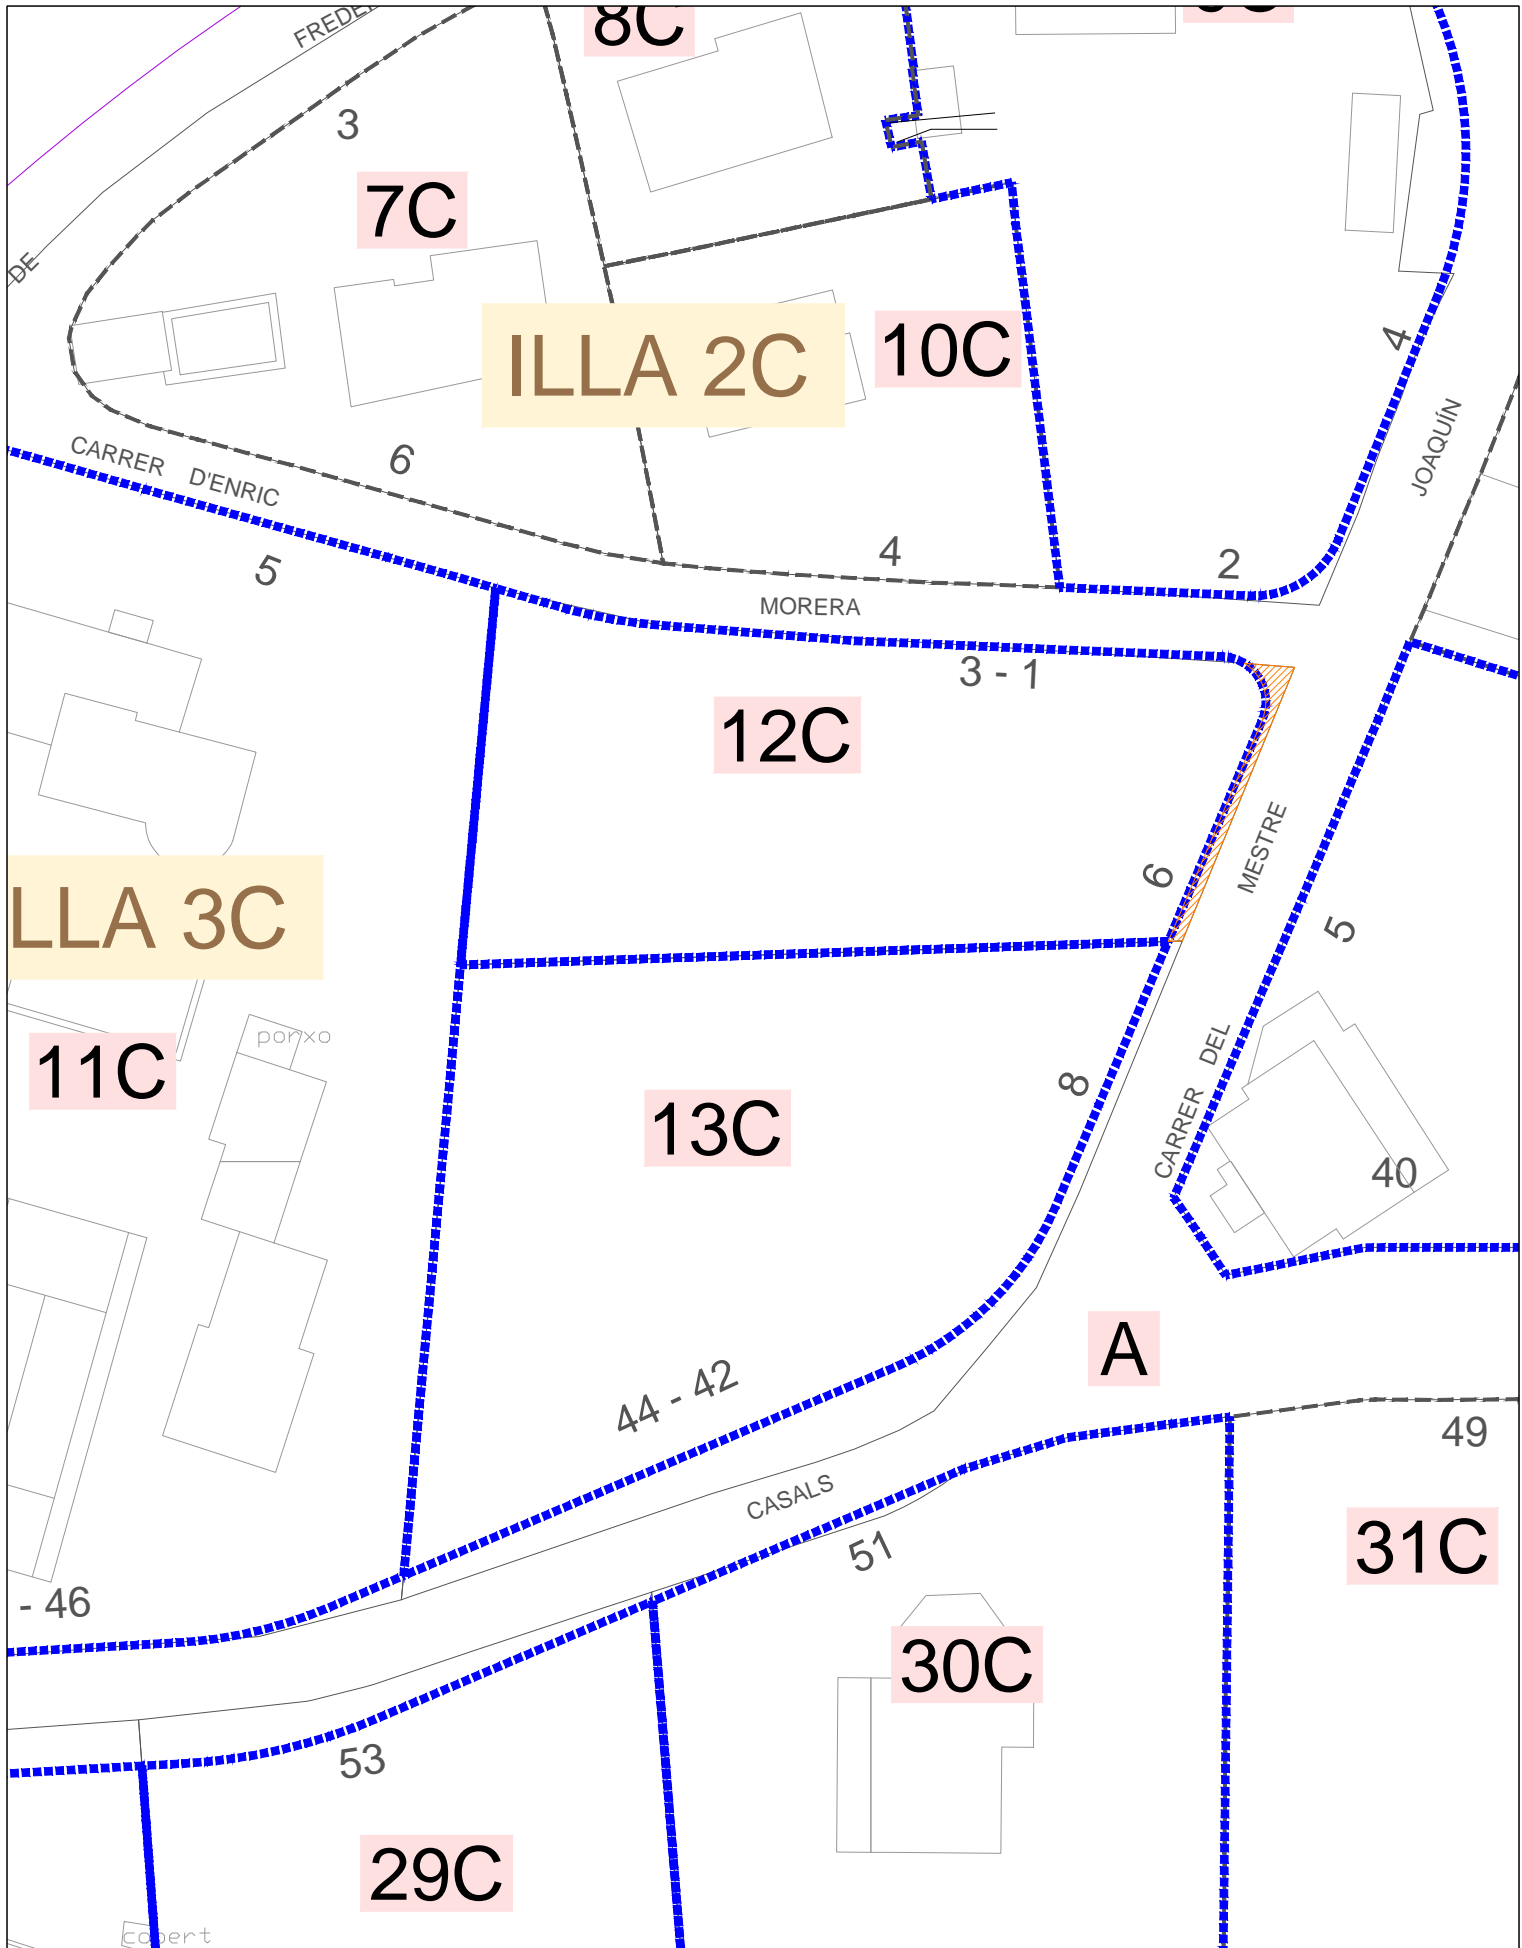 8C
FREDE
3
7C
DE
ILLA 2C
10C
4
JOAQUÍN
CARRER D'ENRIC
6
5
4
2
MORERA
3 - 1
12C
MESTRE
6
LLA 3C
5
porxo
11C
DEL
8
13C
CARRER
40
A
44 - 42
49
CASALS
51
31C
- 46
30C
53
29C
cobert